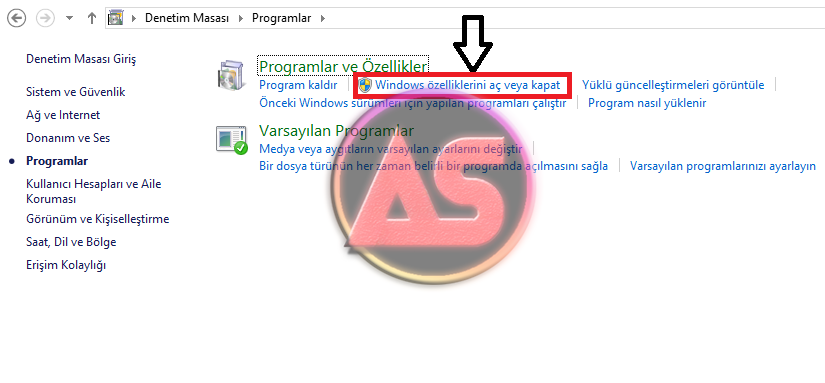 Denetim Masası
Programlar
Denetim Masası Giriş
Sistem ve Güvenlik
Ağ ve Internet
Donanım ve Ses
Programlar
Kullanıcı Hesapları ve Aile
Koruması
Görünüm ve Kişiselleştirme
Saat, Dil ve Bölge
Erişim Kolaylığı
Programlar ve Özellikler
Program kaldır
Windows özelliklerini aç veya kapat
Yüklü güncelleştirmeleri görüntüle
Önceki Windows sürümleri için yapılan programları çalıştır
Program nasıl yüklenir
Varsayılan Programlar
Medya veya aygıtların varsayılan ayarlarını değiştir
Bir dosya türünün her zaman belirli bir programda açılmasını sağla
Varsayılan programlarınızı ayarlayın
AS